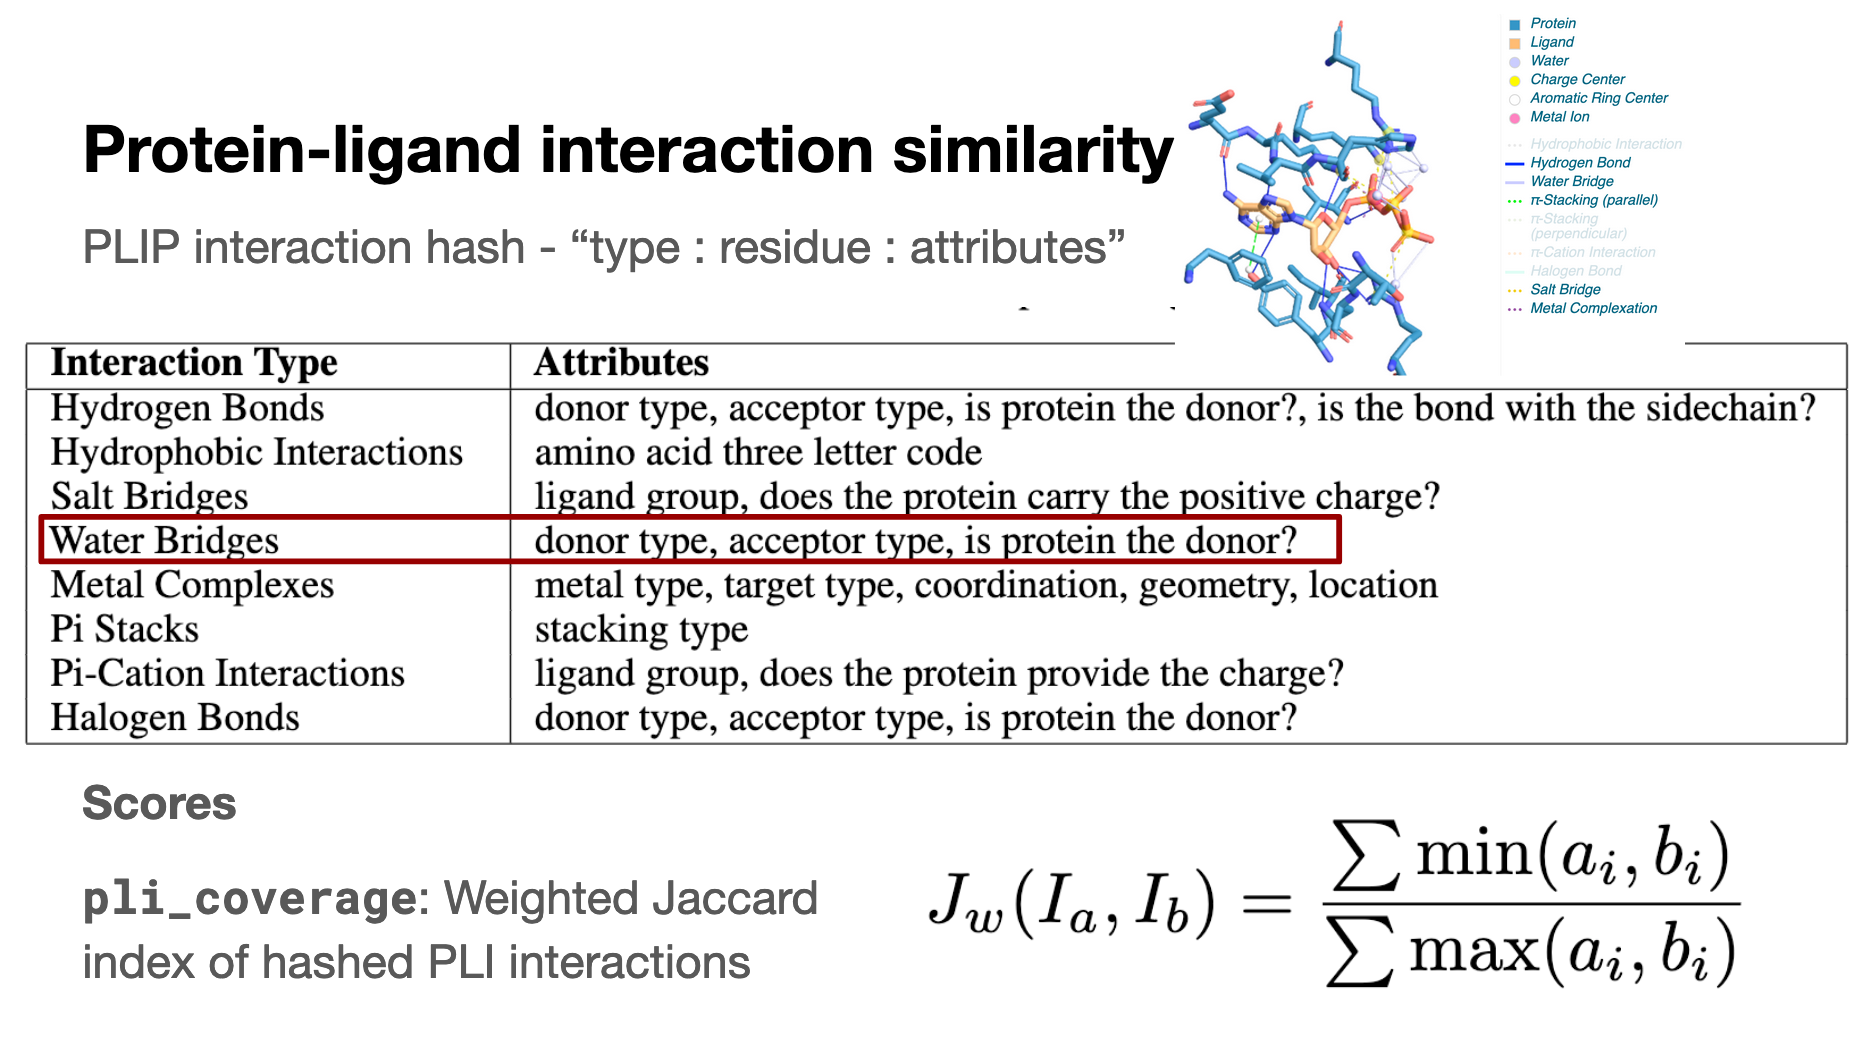 Protein-ligand interaction similarity
PLIP interaction hash - “type : residue : attributes”
Protein
Ligand
Water
Charge Center
Aromatic Ring Center
Metal Ion
Hydrophobic Interaction
Hydrogen Bond
Water Bridge
π-Stacking (parallel)
π-Stacking
(perpendicular)
π-Cation Interaction
Halogen Bond
Salt Bridge
Metal Complexation
Interaction Type Attributes
Hydrogen Bonds donor type, acceptor type, is protein the donor?, is the bond with the sidechain?
Hydrophobic Interactions amino acid three letter code
Salt Bridges ligand group, does the protein carry the positive charge?
Water Bridges donor type, acceptor type, is protein the donor?
Metal Complexes metal type, target type, coordination, geometry, location
Pi Stacks stacking type
Pi-Cation Interactions ligand group, does the protein provide the charge?
Halogen Bonds donor type, acceptor type, is protein the donor?
Scores
pli_coverage: Weighted Jaccard
index of hashed PLI interactions
J_w(I_a, I_b) = ∑ min(a_i, b_i) / ∑ max(a_i, b_i)